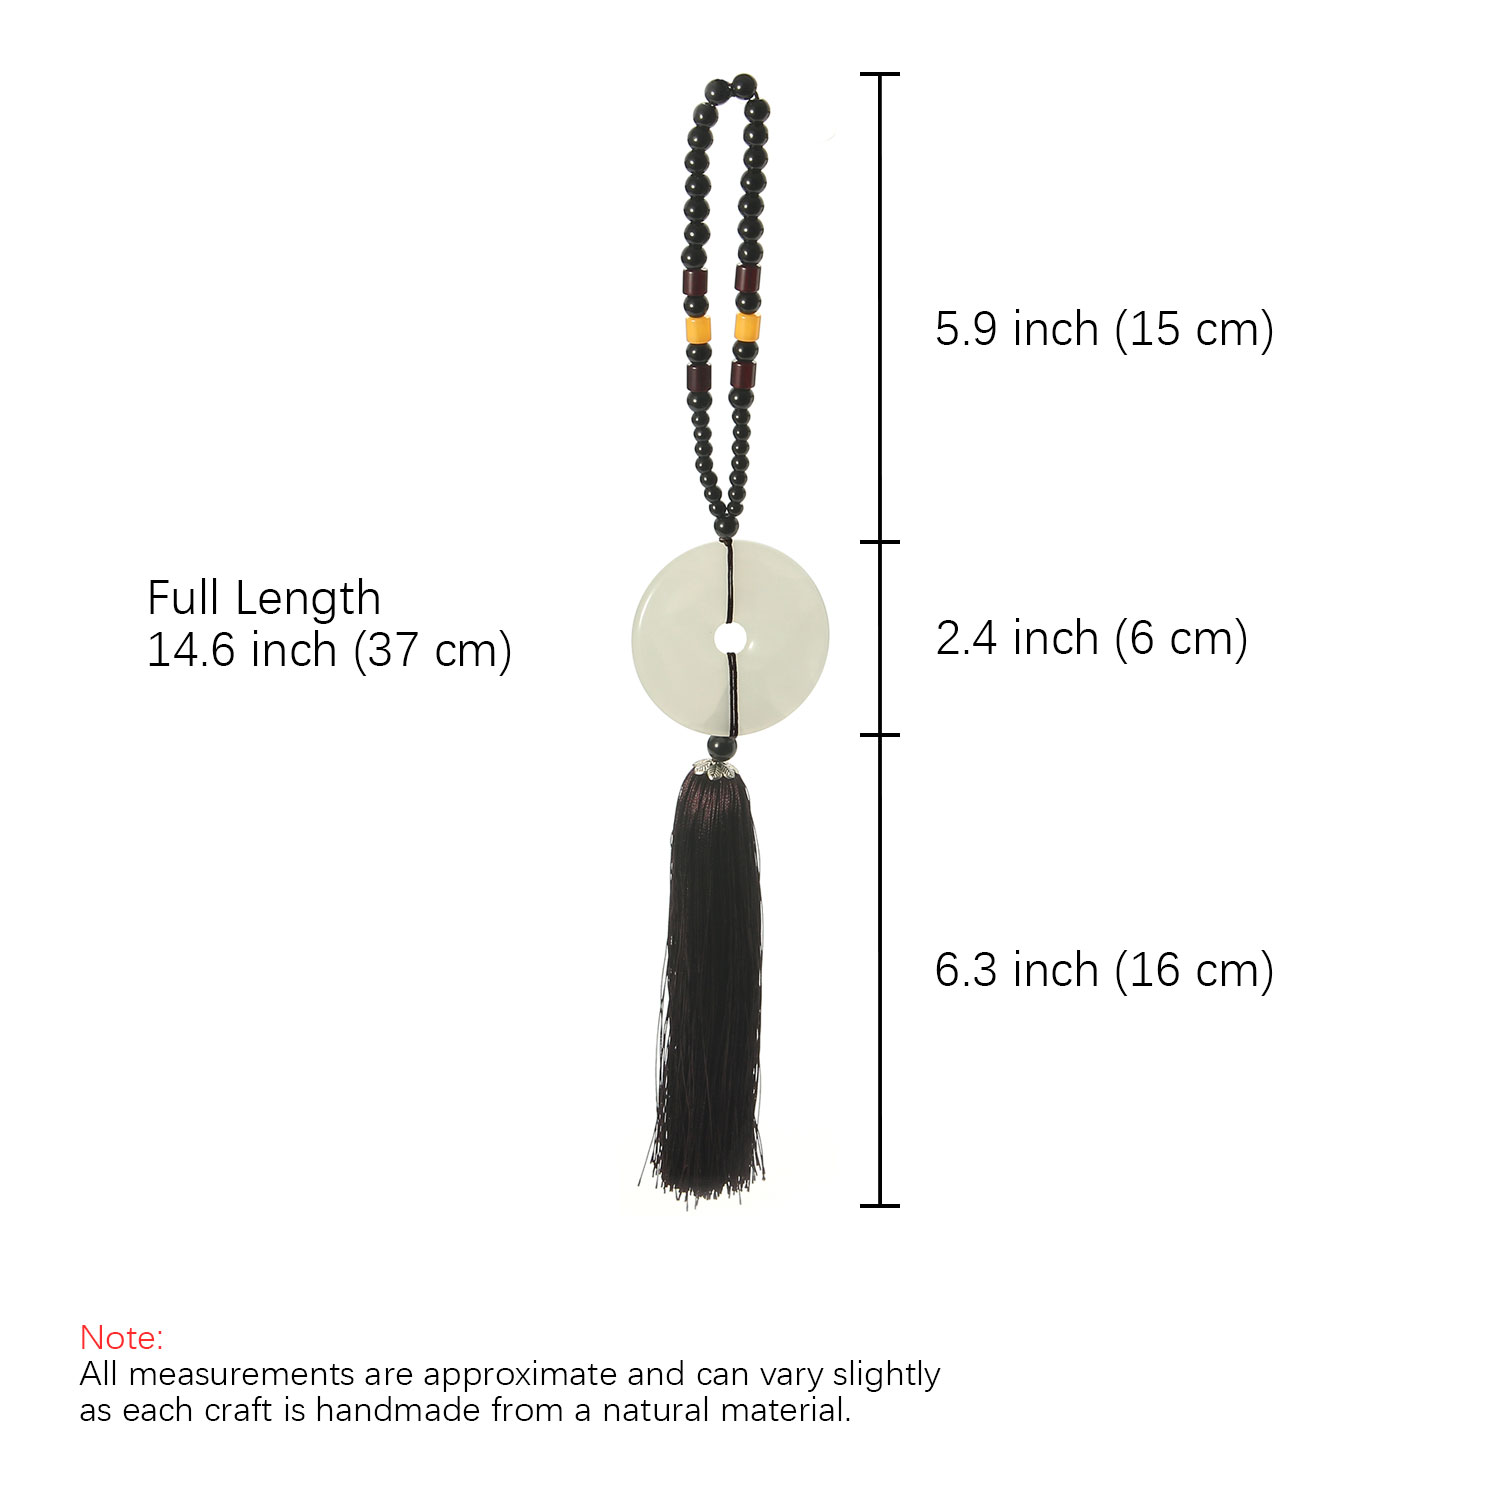 5.9 inch (15 cm)
Full Length
14.6 inch (37 cm)
2.4 inch (6 cm)
6.3 inch (16 cm)
Note:
All measurements are approximate and can vary slightly
as each craft is handmade from a natural material.